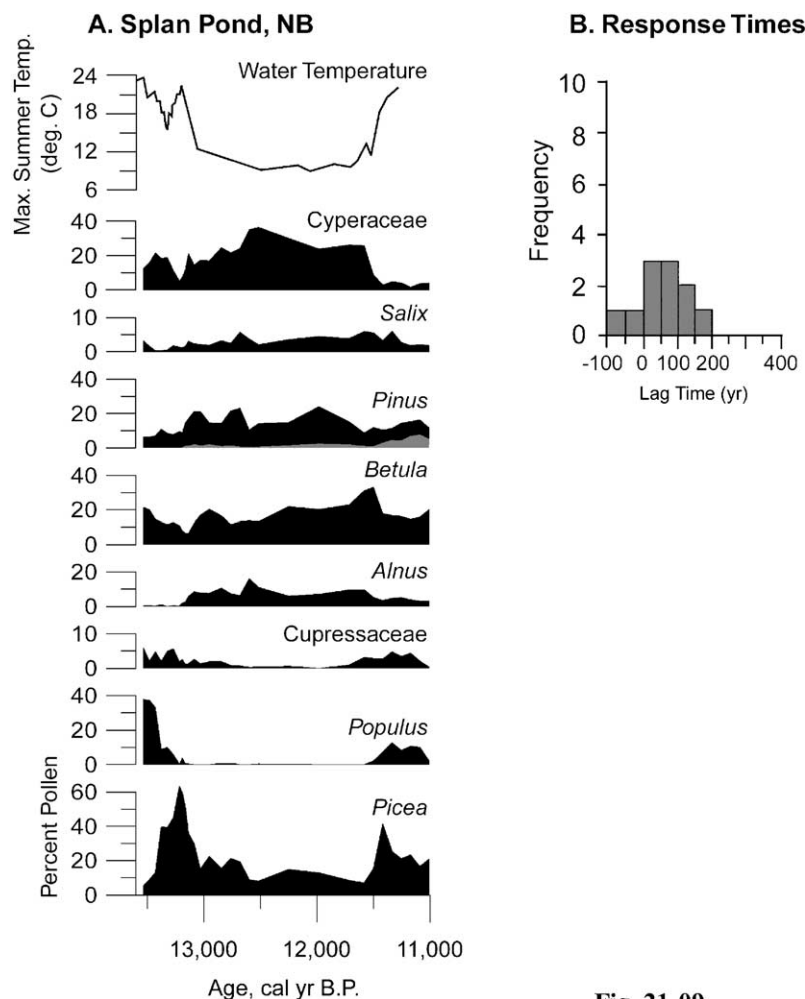 A. Splan Pond, NB
Max. Summer Temp.
(deg. C)
24
18
12
6
Water Temperature
40
20
0
Cyperaceae
10
0
Salix
40
20
0
Pinus
40
20
0
Betula
20
0
Alnus
10
0
Cupressaceae
40
20
0
Populus
Percent Pollen
60
40
20
0
Picea
13,000 12,000 11,000
Age, cal yr B.P.
B. Response Times
Frequency
10
8
6
4
2
0
-100 0 100 200 400
Lag Time (yr)